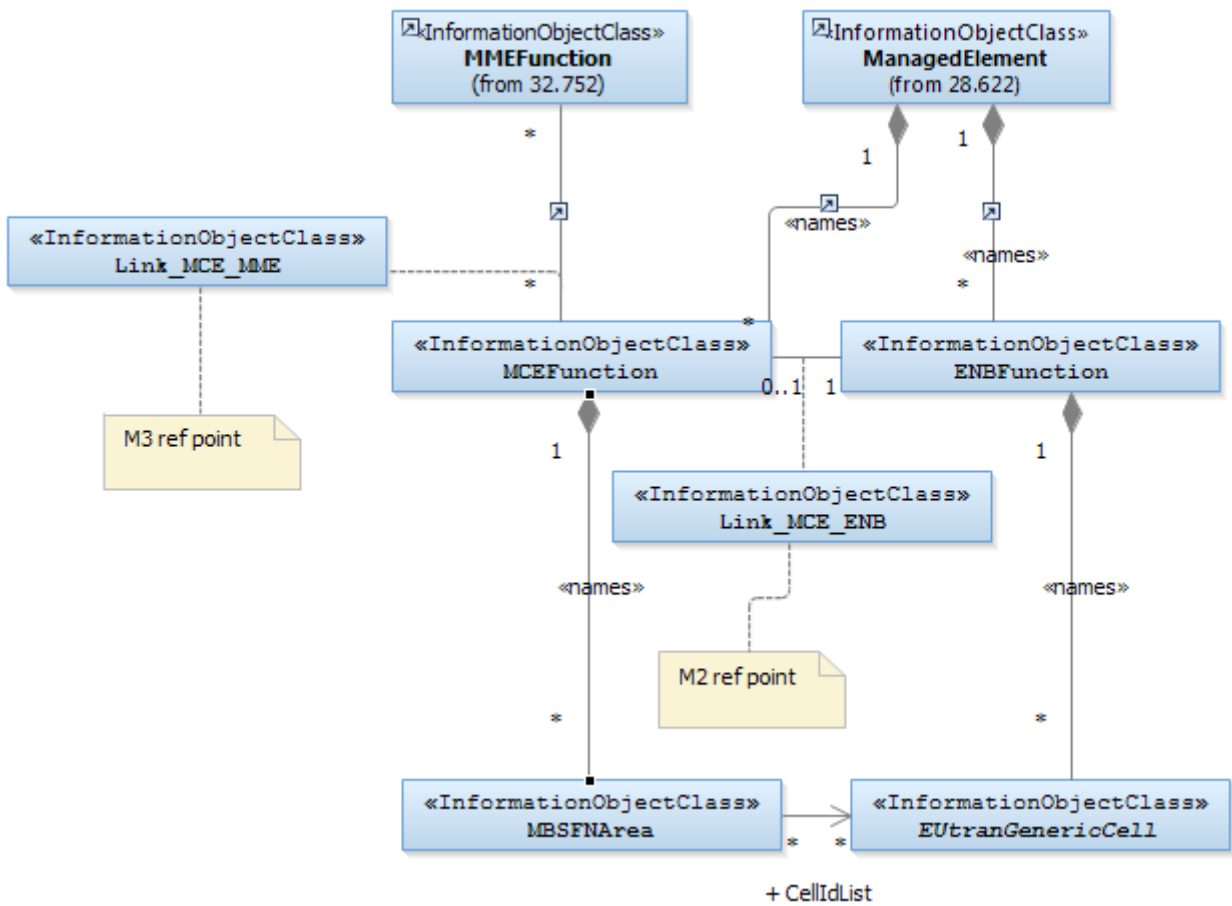 «InformationObjectClass»
MMEFunction
(from 32.752)
«InformationObjectClass»
ManagedElement
(from 28.622)
*
1
1
«names»
«names»
«InformationObjectClass»
Link_MCE_MME
*
*
*
«InformationObjectClass»
MCEFunction
«InformationObjectClass»
ENBFunction
0..1
1
M3 ref point
1
1
«InformationObjectClass»
Link_MCE_ENB
«names»
«names»
M2 ref point
*
*
«InformationObjectClass»
MBSFNArea
«InformationObjectClass»
EUtranGenericCell
*
*
+ CellIdList